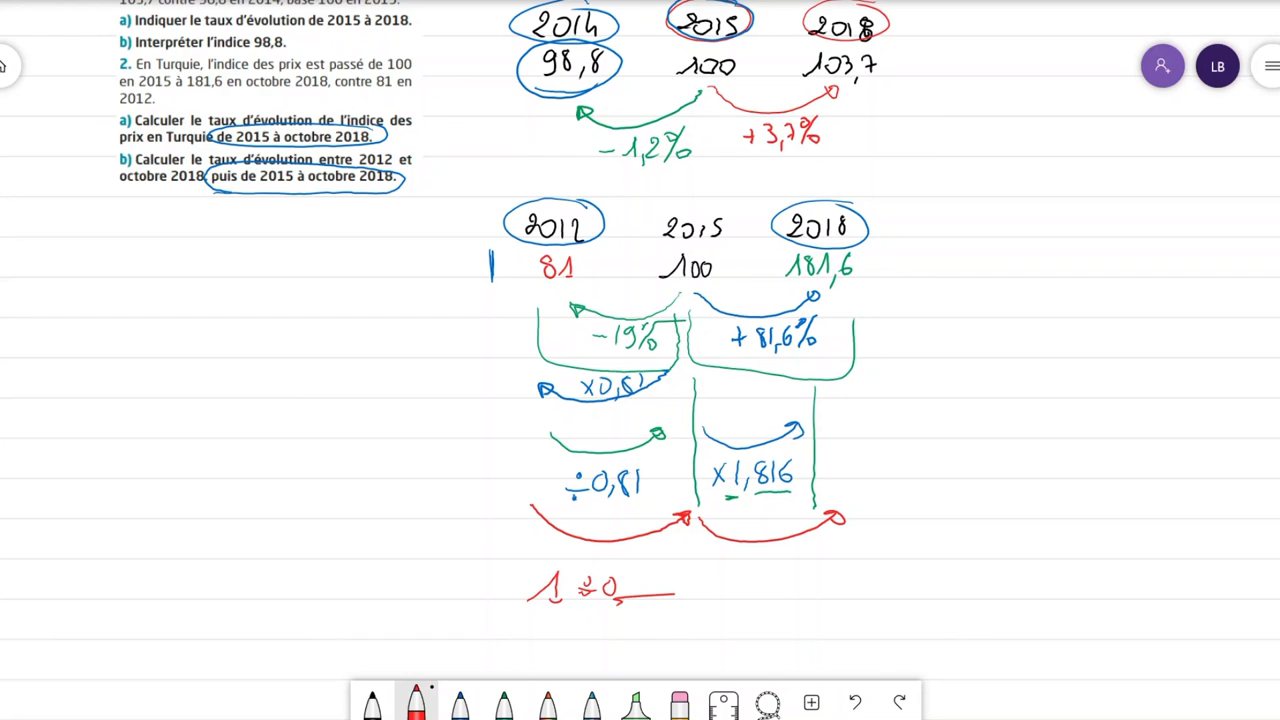 a) Indiquer le taux d'évolution de 2015 à 2018.
b) Interpréter l'indice 98,8.
2. En Turquie, l'indice des prix est passé de 100
en 2015 à 181,6 en octobre 2018, contre 81 en
2012.
a) Calculer le taux d'évolution de l'indice des
prix en Turquie de 2015 à octobre 2018.
b) Calculer le taux d'évolution entre 2012 et
octobre 2018, puis de 2015 à octobre 2018.
2014 2015 2018
98,8 100 103,7
-1,2% +3,7%
2012 2015 2018
81 100 181,6
-19% +81,6%
×0,81
÷0,81 ×1,816
1 ÷ 0
LB